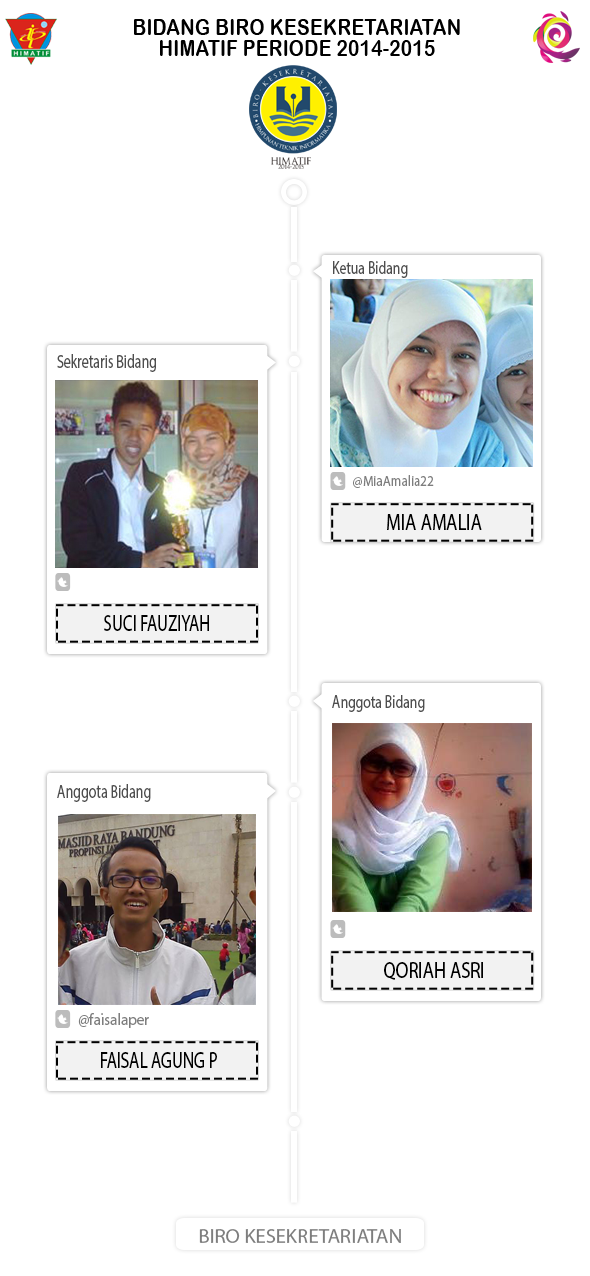 BIDANG BIRO KESEKRETARIATAN
HIMATIF PERIODE 2014-2015
HIMATIF
BIRO KESEKRETARIATAN
HIMPUNAN TEKNIK INFORMATIKA
HIMATIF
2014-2015
Ketua Bidang
@MiaAmalia22
MIA AMALIA
Sekretaris Bidang
SUCI FAUZIYAH
Anggota Bidang
QORIAH ASRI
Anggota Bidang
MASJID RAYA BANDUNG
@faisalaper
FAISAL AGUNG P
BIRO KESEKRETARIATAN